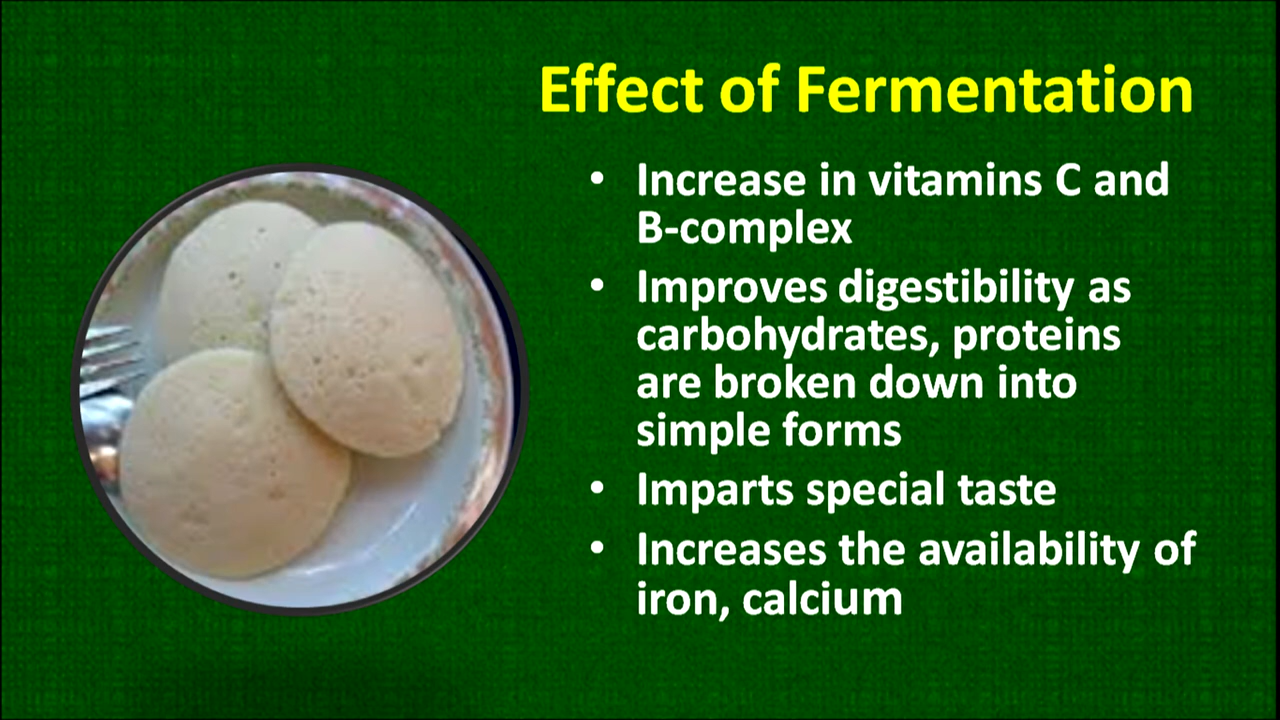 Effect of Fermentation
• Increase in vitamins C and
B-complex
• Improves digestibility as
carbohydrates, proteins
are broken down into
simple forms
• Imparts special taste
• Increases the availability of
iron, calcium